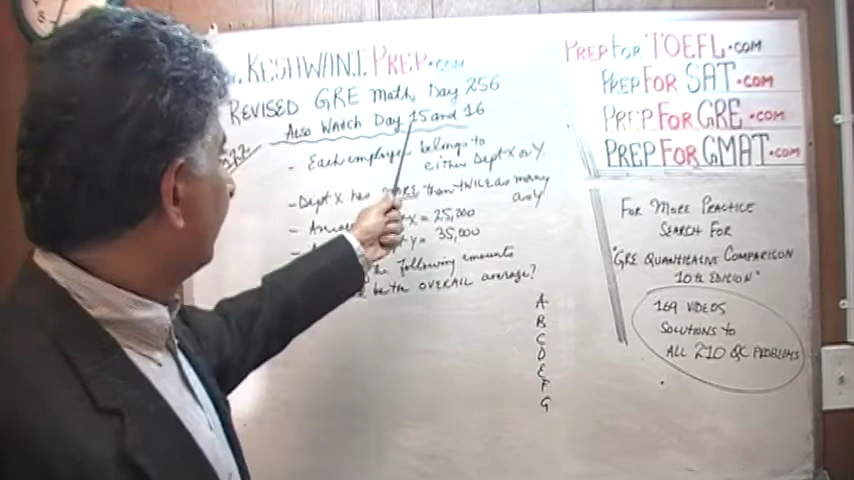 .KESHWANI PREP.COM
REVISED GRE Math Day 256
Also WATCH Day 15 and 16
- Each employee belongs to
either Dept X or Y.
- Dept X has MORE than TWICE as many
as Y
X = 25,000
Y = 35,000
the following amounts
be the OVERALL average?
A
B
C
D
E
F
G
PREP FOR TOEFL.COM
PREP FOR SAT.COM
PREP FOR GRE.COM
PREP FOR GMAT.COM
FOR MORE PRACTICE
SEARCH FOR
"GRE QUANTITATIVE COMPARISON
10TH EDITION"
169 VIDEOS
SOLUTIONS TO
ALL 210 QC PROBLEMS